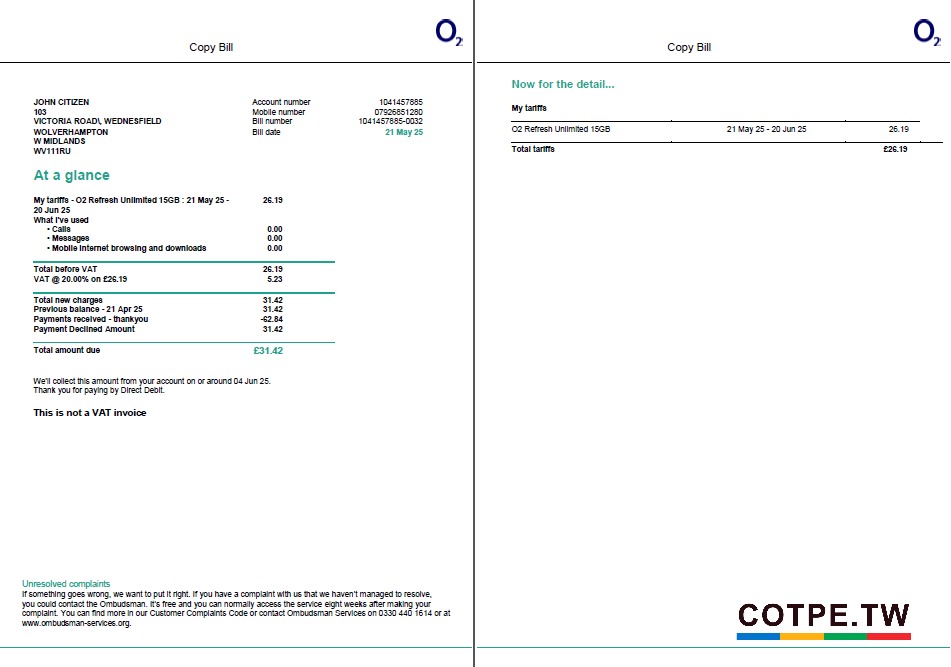 Copy Bill
O2
JOHN CITIZEN
103
VICTORIA ROAD\, WEDNESFIELD
WOLVERHAMPTON
W MIDLANDS
WV111RU
Account number 1041457885
Mobile number 07926851280
Bill number 1041457885-0032
Bill date 21 May 25
At a glance
My tariffs - O2 Refresh Unlimited 15GB : 21 May 25 - 26.19
20 Jun 25
What I've used
• Calls 0.00
• Messages 0.00
• Mobile Internet browsing and downloads 0.00
Total before VAT 26.19
VAT @ 20.00% on £26.19 5.23
Total new charges 31.42
Previous balance - 21 Apr 25 31.42
Payments received - thankyou -62.84
Payment Declined Amount 31.42
Total amount due £31.42
We'll collect this amount from your account on or around 04 Jun 25.
Thank you for paying by Direct Debit.
This is not a VAT invoice
Unresolved complaints
If something goes wrong, we want to put it right. If you have a complaint with us that we haven't managed to resolve,
you could contact the Ombudsman. It's free and you can normally access the service eight weeks after making your
complaint. You can find more in our Customer Complaints Code or contact Ombudsman Services on 0330 440 1614 or at
www.ombudsman-services.org.
Copy Bill
O2
Now for the detail...
My tariffs
O2 Refresh Unlimited 15GB 21 May 25 - 20 Jun 25 26.19
Total tariffs £26.19
COTPE.TW